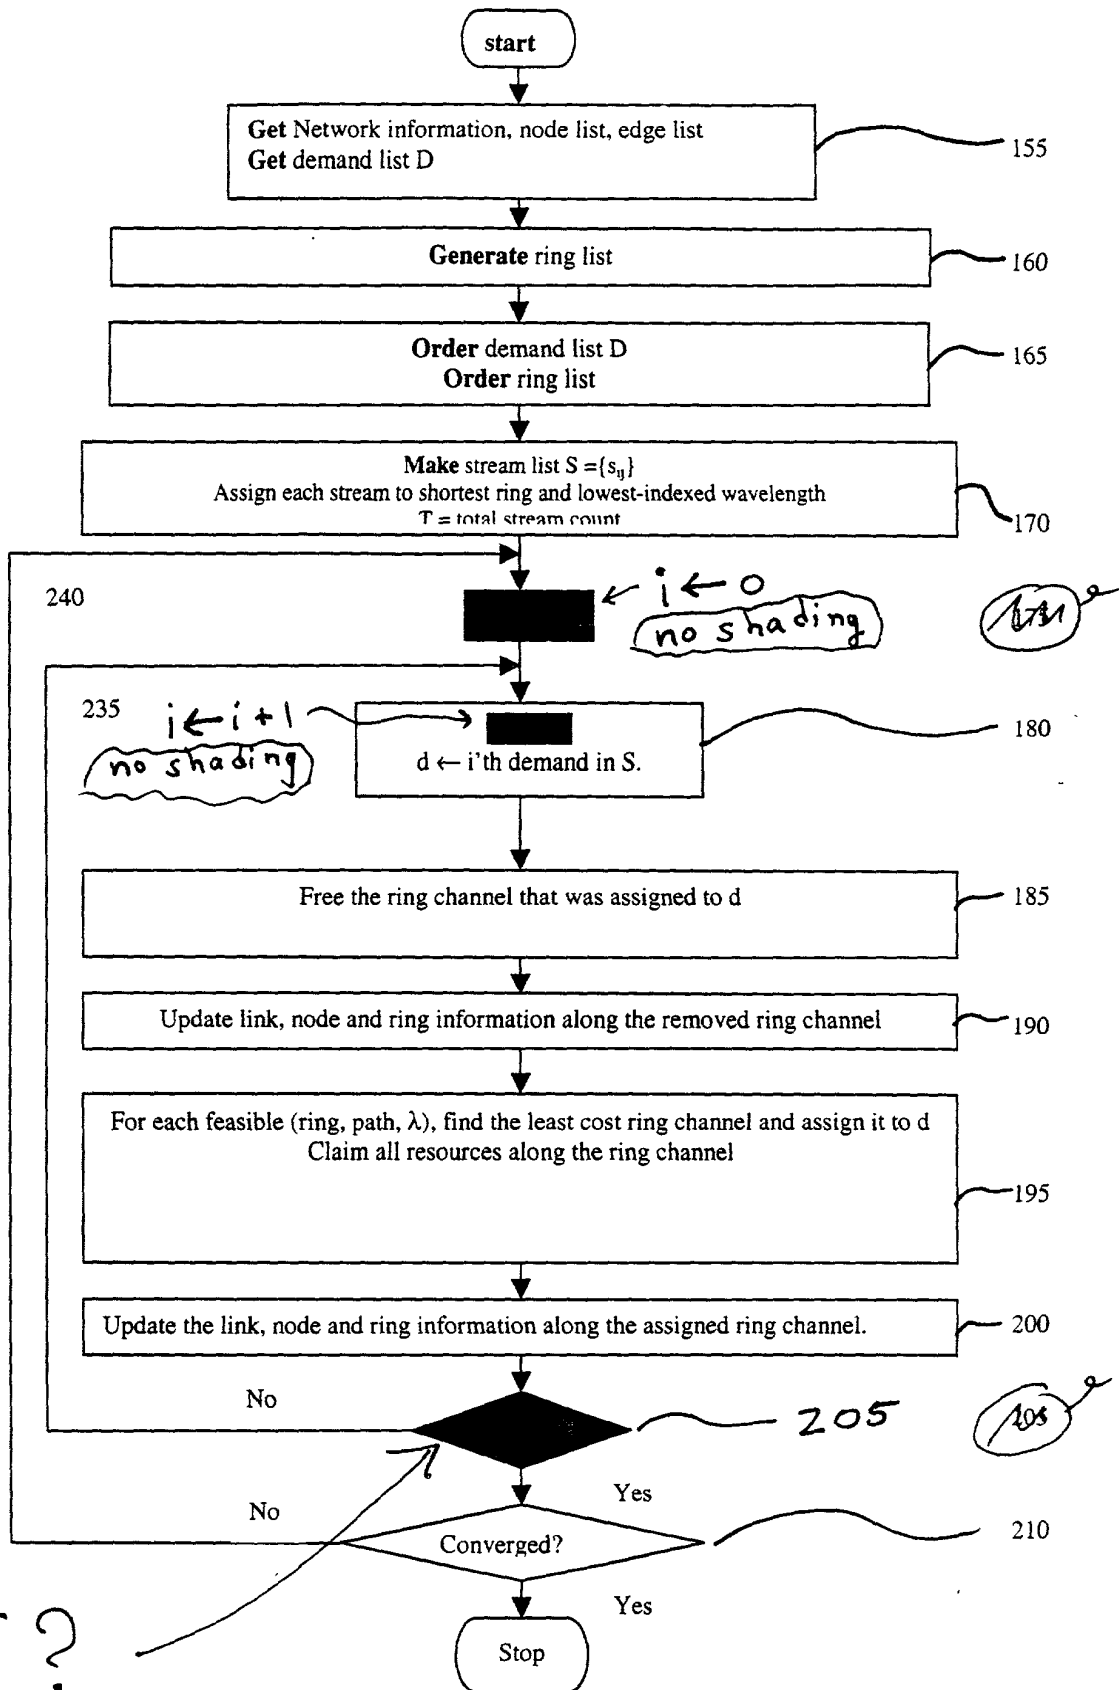 start
Get Network information, node list, edge list
Get demand list D
155
Generate ring list
160
Order demand list D
Order ring list
165
Make stream list S ={s_ij}
Assign each stream to shortest ring and lowest-indexed wavelength
T = total stream count
170
240
i ← 0
no shading
235
i ← i + 1
no shading
d ← i'th demand in S.
180
Free the ring channel that was assigned to d
185
Update link, node and ring information along the removed ring channel
190
For each feasible (ring, path, λ), find the least cost ring channel and assign it to d
Claim all resources along the ring channel
195
Update the link, node and ring information along the assigned ring channel.
200
No
205
205
Yes
No
Converged?
210
Yes
?
Stop